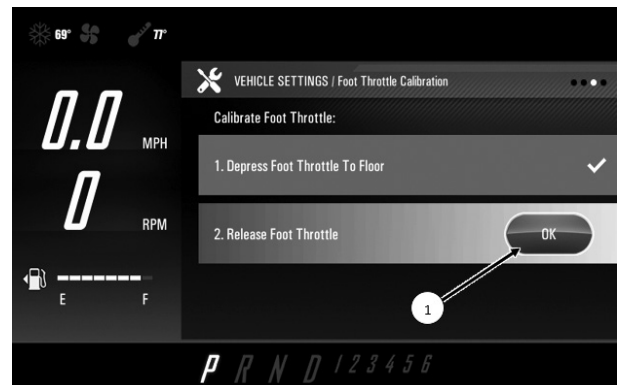 69° 77°
VEHICLE SETTINGS / Foot Throttle Calibration
0.0 MPH
Calibrate Foot Throttle:
1. Depress Foot Throttle To Floor
0 RPM
2. Release Foot Throttle OK
E F
1
P R N D 1 2 3 4 5 6